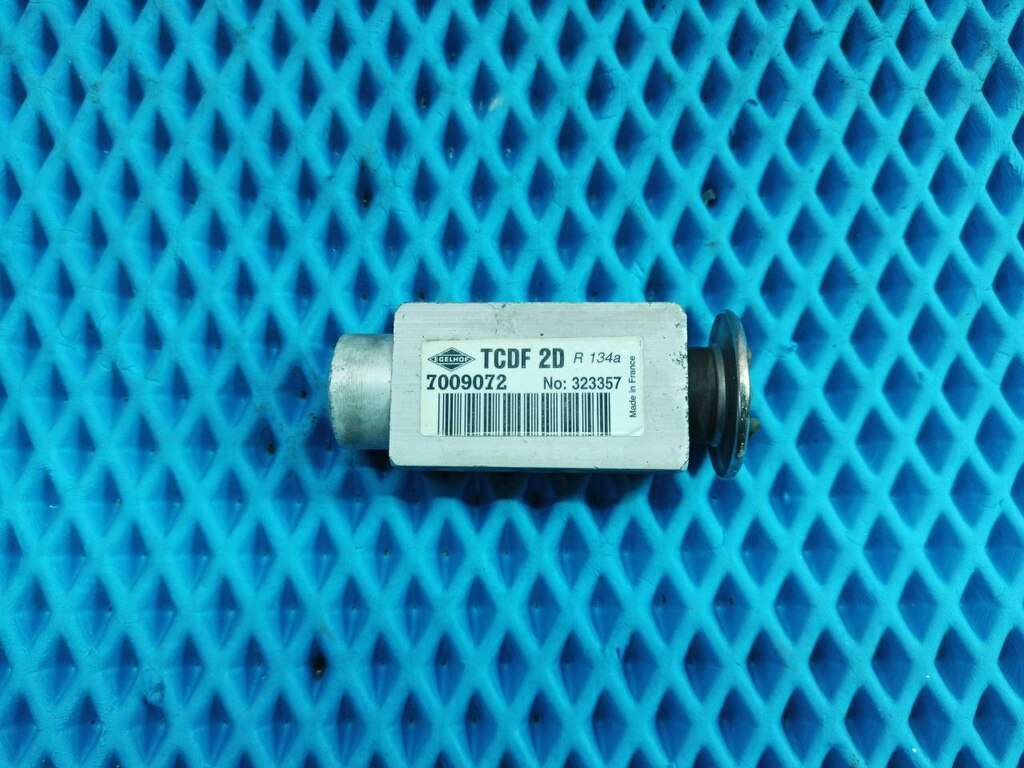 EGELHOF TCDF 2D R 134a
7009072 No: 323357
Made in France